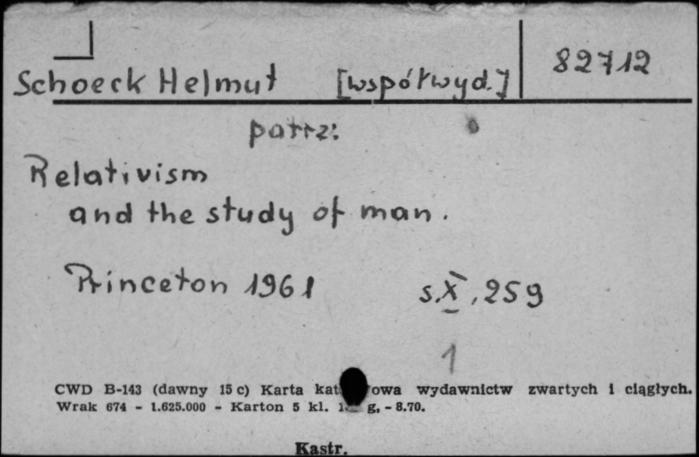 82712
Schoeck Helmut [współwyd.]
patrz:
Relativism
and the study of man.
Princeton 1961 s.X, 259
1
CWD B-143 (dawny 15 c) Karta kat owa wydawnictw zwartych i ciągłych.
Wrak 674 - 1.625.000 - Karton 5 kl. 1 g. - 8.70.
Kastr.